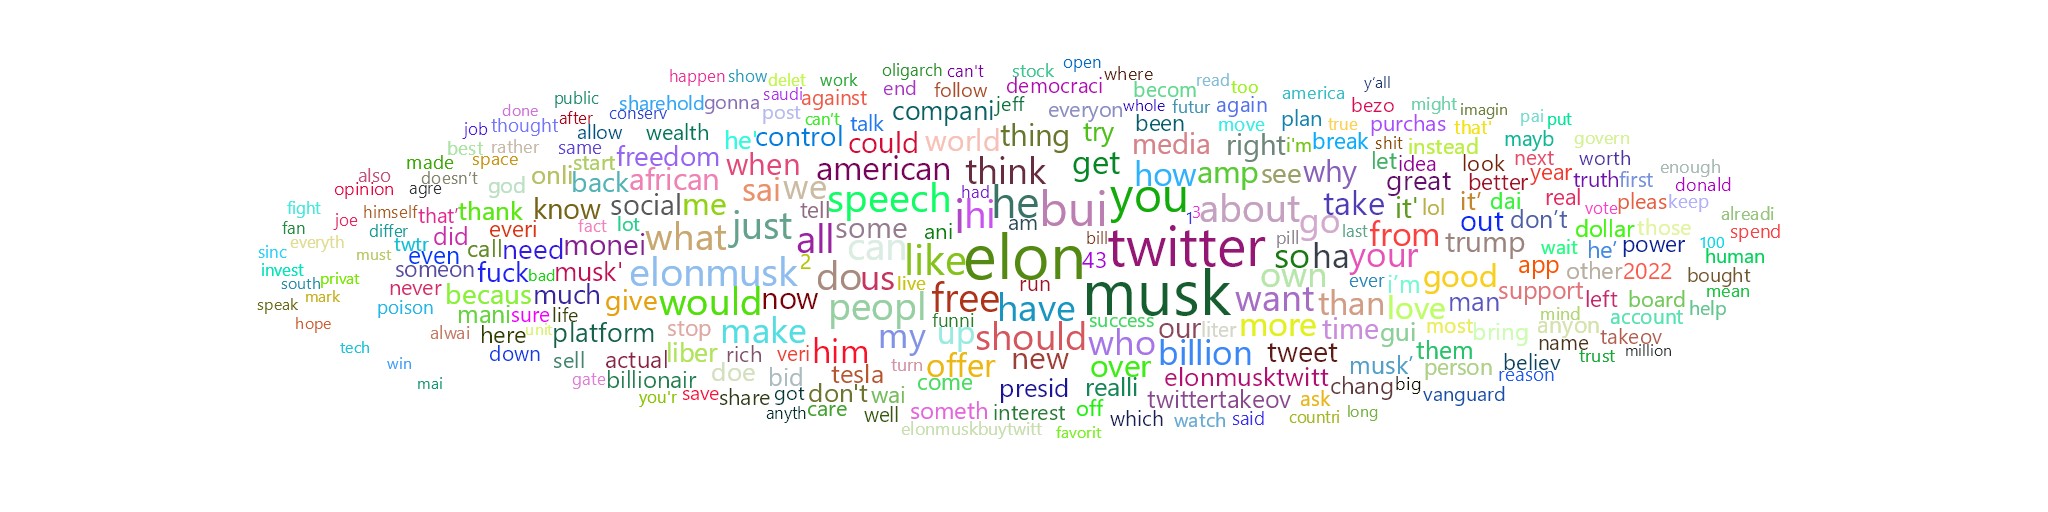 open
oligarch can't stock where
happen show delet work y'all
saudi end follow democraci becom read too america
public sharehold gonna against compani jeff everyon whole futur again bezo might imagin
done after conserv post can't talk been move plan true purchas that' pai put
job thought allow wealth he' control could world thing try media right i'm break shit instead mayb govern
best rather same freedom when american think get how amp see why let idea look next worth
made space start
also doesn't god onli back african sai we speech had he bui you great better year truth first enough
opinion agre social me just tell ihi am about take it' lol it' dai real vote pleas keep donald
fight joe himself that' thank know lot what all some ani 1 3 go out don't dollar those alreadi
fan differ everi fact can like elon bill twitter pill last from trump wait he' power 100 spend
everyth must twtr did call need monei 2 43 so ha your app other 2022 human
sinc even
invest someon fuck bad musk' elonmusk do us live run musk own ever i'm good bought
south privat never becaus much give would now peopl free have want than love man support left board mean
speak mark poison mani sure life funni success our liter more time gui most bring mind anyon account help
hope alwai here unit platform stop make my up should who name takeov
tech down sell actual liber rich veri him offer new over billion tweet them believ trust million
win gate billionair doe bid tesla turn come presid realli elonmusktwitt musk' chang big person reason
mai you'r save share got don't wai someth interest off twittertakeov ask vanguard
anyth care well which watch said countri long
elonmuskbuytwitt favorit